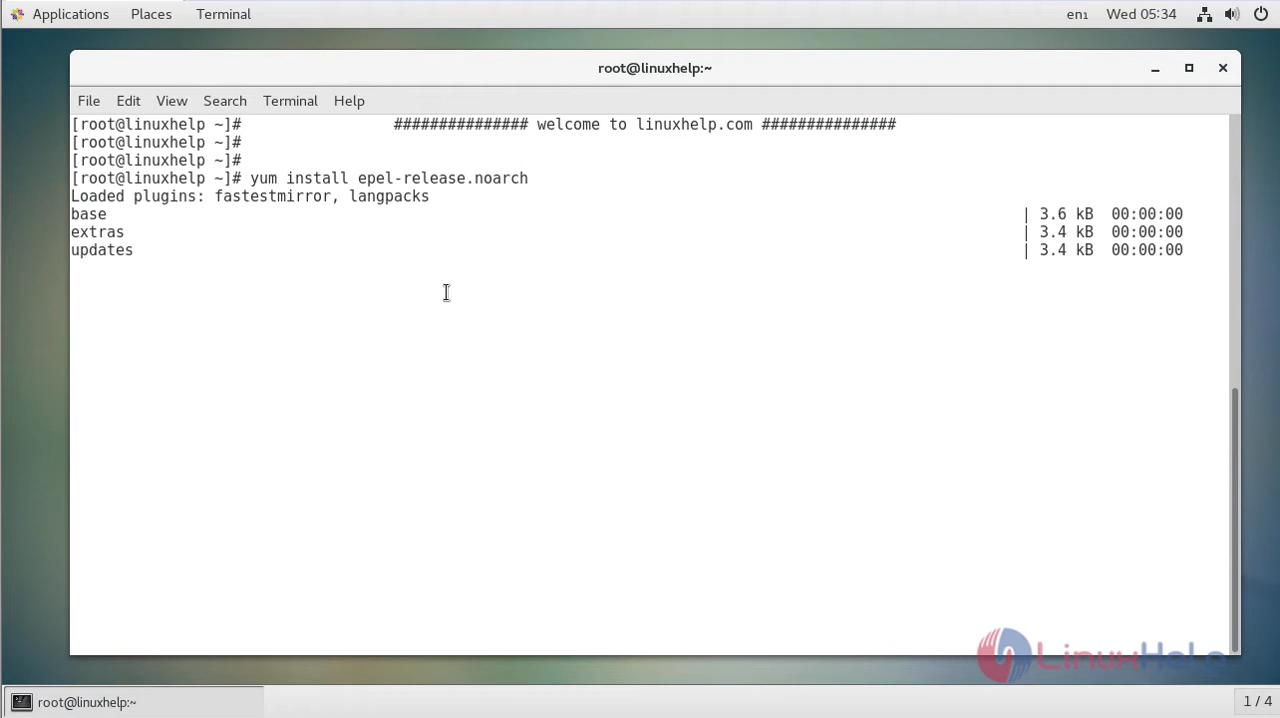 Applications Places Terminal en₁ Wed 05:34
root@linuxhelp:~
File Edit View Search Terminal Help
[root@linuxhelp ~]# ############### welcome to linuxhelp.com ###############
[root@linuxhelp ~]#
[root@linuxhelp ~]#
[root@linuxhelp ~]# yum install epel-release.noarch
Loaded plugins: fastestmirror, langpacks
base | 3.6 kB 00:00:00
extras | 3.4 kB 00:00:00
updates | 3.4 kB 00:00:00
LinuxHelp
root@linuxhelp:~ 1 / 4